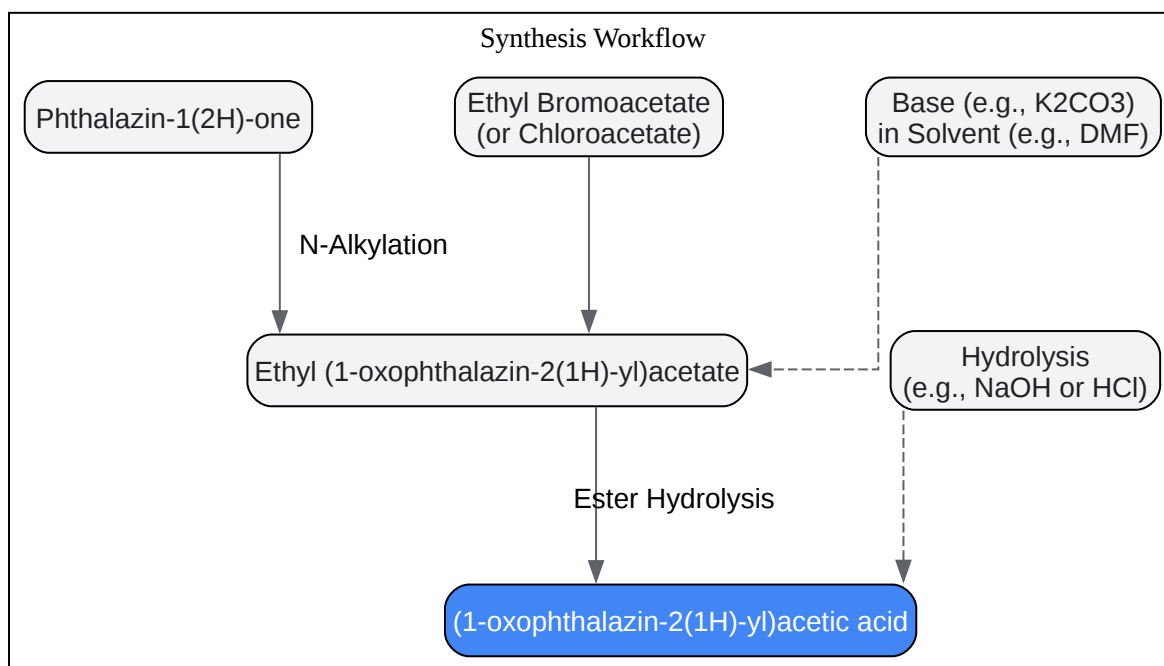 Synthesis Workflow
Phthalazin-1(2H)-one
Ethyl Bromoacetate
(or Chloroacetate)
Base (e.g., K2CO3)
in Solvent (e.g., DMF)
N-Alkylation
Ethyl (1-oxophthalazin-2(1H)-yl)acetate
Hydrolysis
(e.g., NaOH or HCl)
Ester Hydrolysis
(1-oxophthalazin-2(1H)-yl)acetic acid